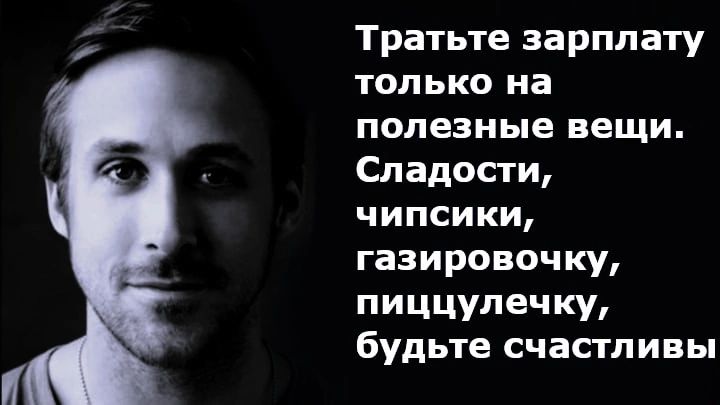 Тратьте зарплату
только на
полезные вещи.
Сладости,
чипсики,
газировочку,
пиццулечку,
будьте счастливы